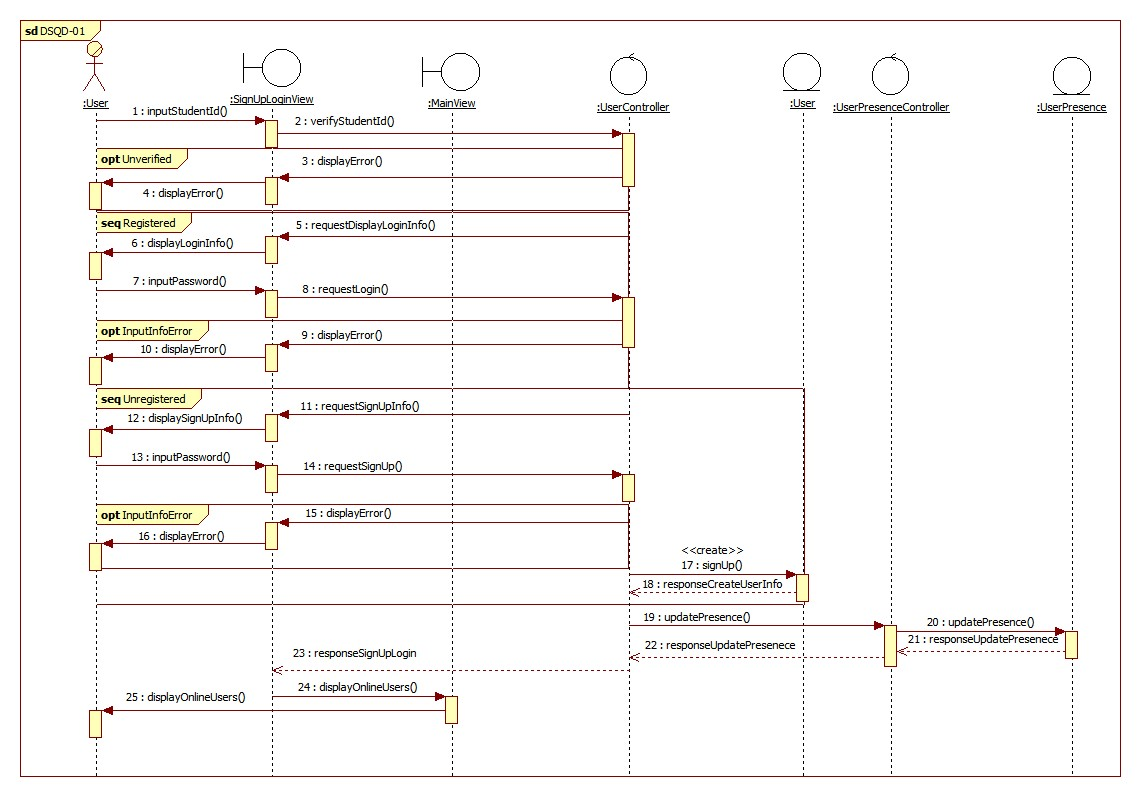 sd DSQD-01
:User
:SignUpLoginView
:MainView
:UserController
:User
:UserPresenceController
:UserPresence
1 : inputStudentId()
2 : verifyStudentId()
opt Unverified
3 : displayError()
4 : displayError()
seq Registered
5 : requestDisplayLoginInfo()
6 : displayLoginInfo()
7 : inputPassword()
8 : requestLogin()
opt InputInfoError
9 : displayError()
10 : displayError()
seq Unregistered
11 : requestSignUpInfo()
12 : displaySignUpInfo()
13 : inputPassword()
14 : requestSignUp()
opt InputInfoError
15 : displayError()
16 : displayError()
<<create>>
17 : signUp()
18 : responseCreateUserInfo
19 : updatePresence()
20 : updatePresence()
21 : responseUpdatePresenece
22 : responseUpdatePresenece
23 : responseSignUpLogin
24 : displayOnlineUsers()
25 : displayOnlineUsers()